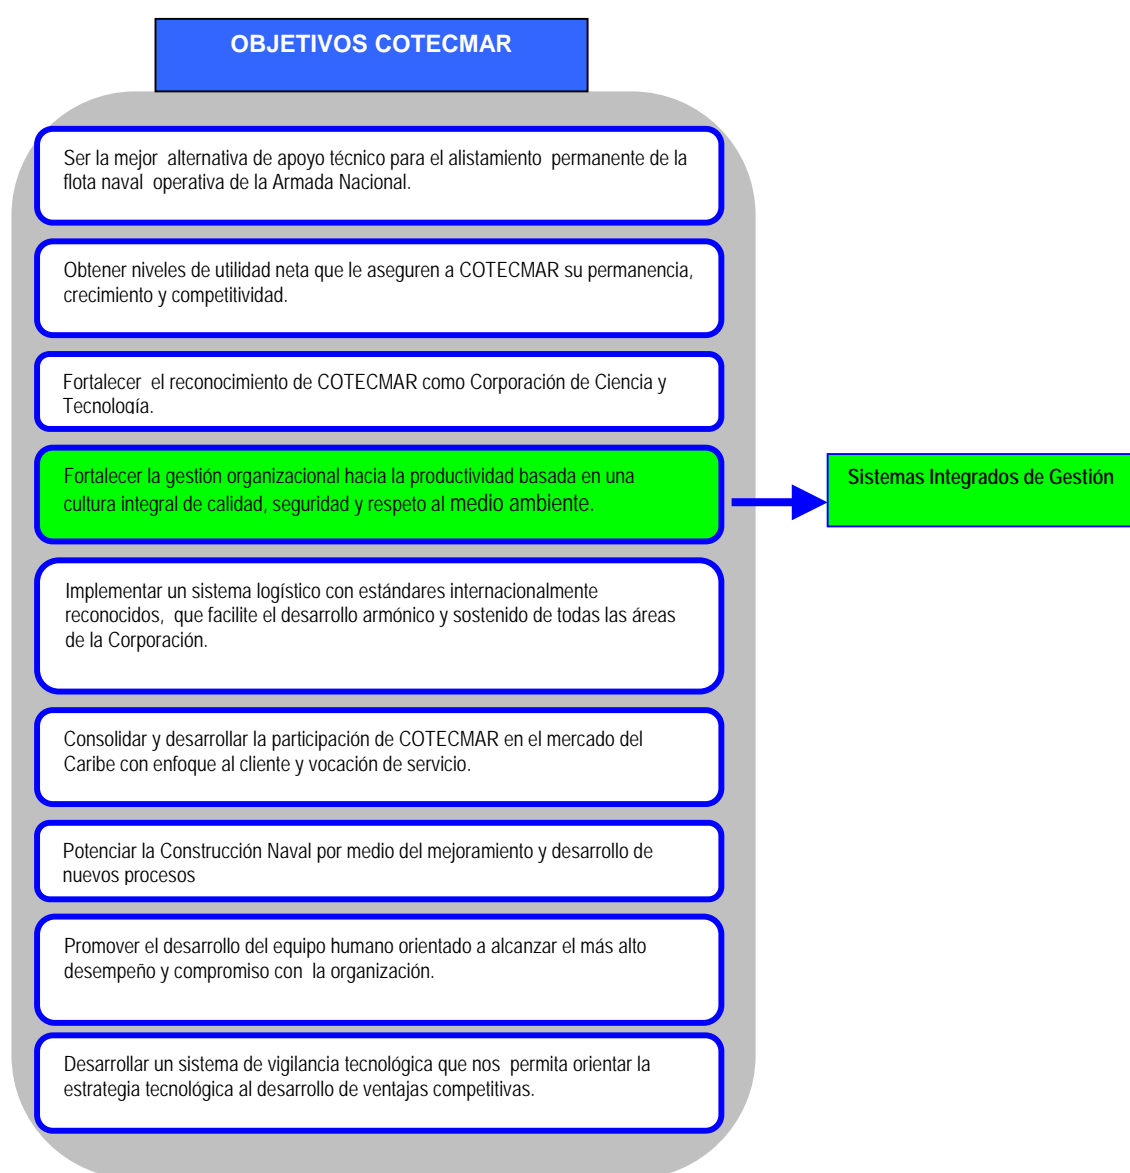 OBJETIVOS COTECMAR
Ser la mejor alternativa de apoyo técnico para el alistamiento permanente de la
flota naval operativa de la Armada Nacional.
Obtener niveles de utilidad neta que le aseguren a COTECMAR su permanencia,
crecimiento y competitividad.
Fortalecer el reconocimiento de COTECMAR como Corporación de Ciencia y
Tecnología.
Fortalecer la gestión organizacional hacia la productividad basada en una
cultura integral de calidad, seguridad y respeto al medio ambiente.
Sistemas Integrados de Gestión
Implementar un sistema logístico con estándares internacionalmente
reconocidos, que facilite el desarrollo armónico y sostenido de todas las áreas
de la Corporación.
Consolidar y desarrollar la participación de COTECMAR en el mercado del
Caribe con enfoque al cliente y vocación de servicio.
Potenciar la Construcción Naval por medio del mejoramiento y desarrollo de
nuevos procesos
Promover el desarrollo del equipo humano orientado a alcanzar el más alto
desempeño y compromiso con la organización.
Desarrollar un sistema de vigilancia tecnológica que nos permita orientar la
estrategia tecnológica al desarrollo de ventajas competitivas.